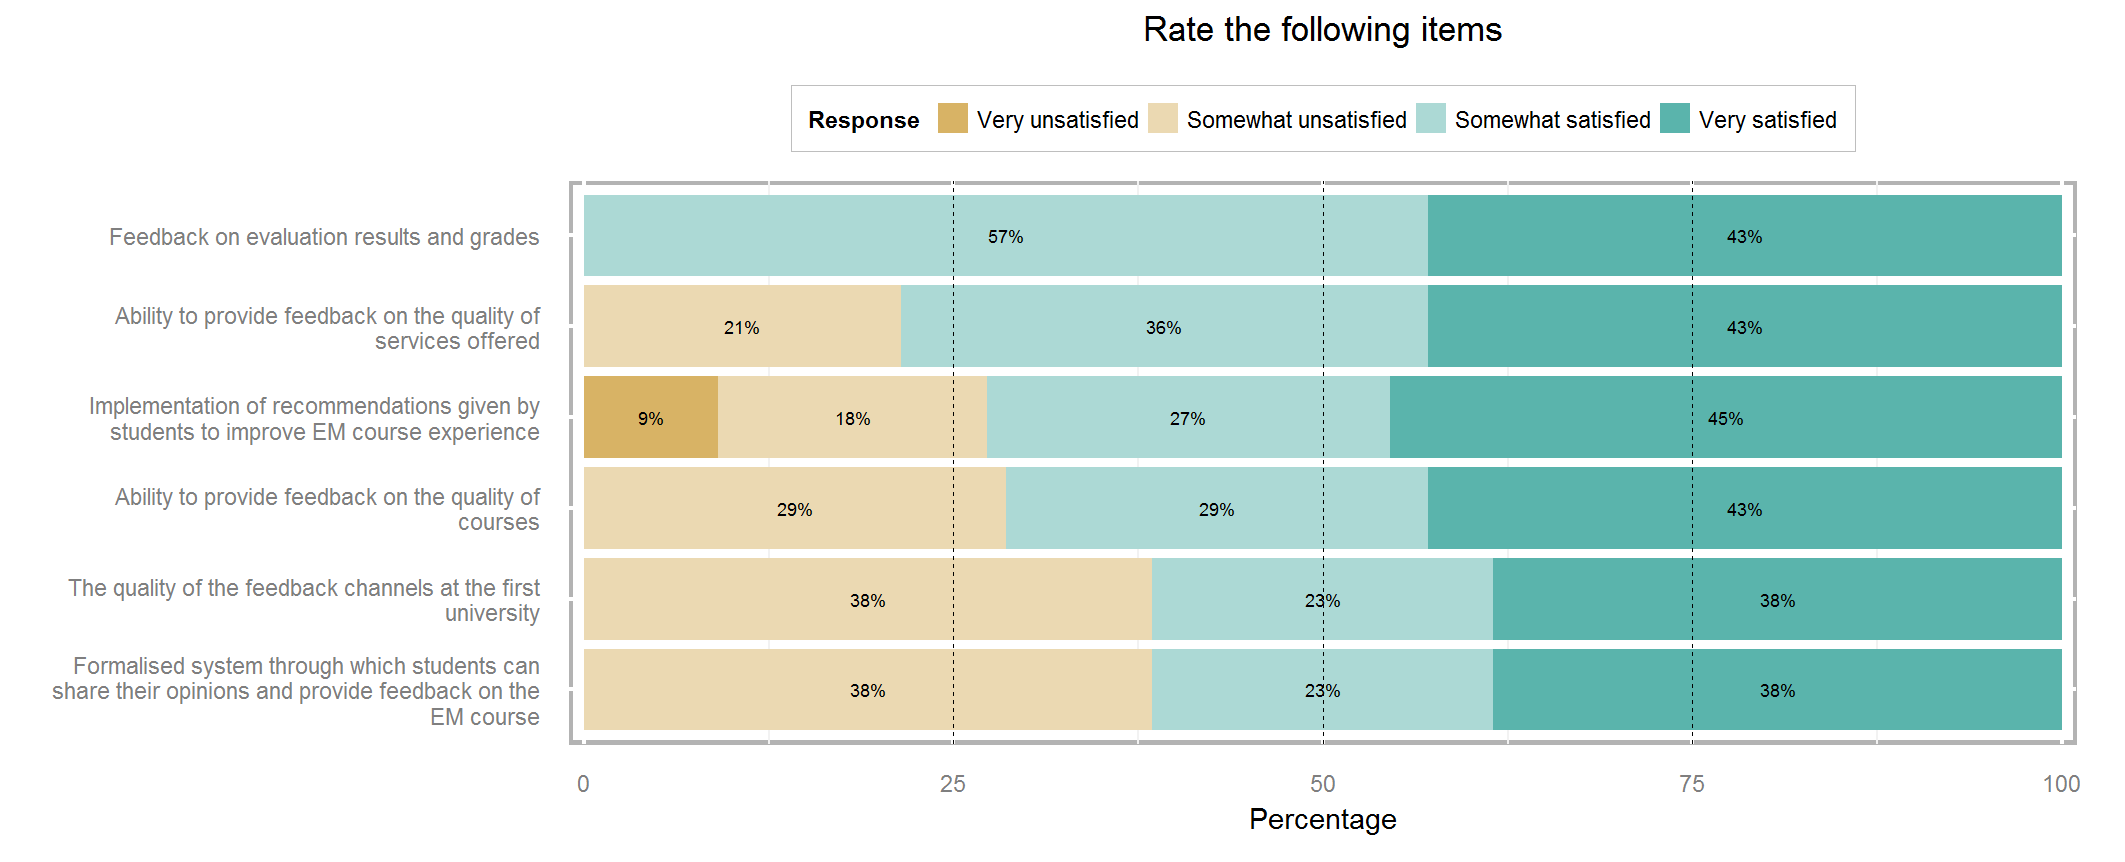 Rate the following items
Response Very unsatisfied Somewhat unsatisfied Somewhat satisfied Very satisfied
Feedback on evaluation results and grades
57% 43%
Ability to provide feedback on the quality of
services offered
21% 36% 43%
Implementation of recommendations given by
students to improve EM course experience
9% 18% 27% 45%
Ability to provide feedback on the quality of
courses
29% 29% 43%
The quality of the feedback channels at the first
university
38% 23% 38%
Formalised system through which students can
share their opinions and provide feedback on the
EM course
38% 23% 38%
0 25 50 75 100
Percentage